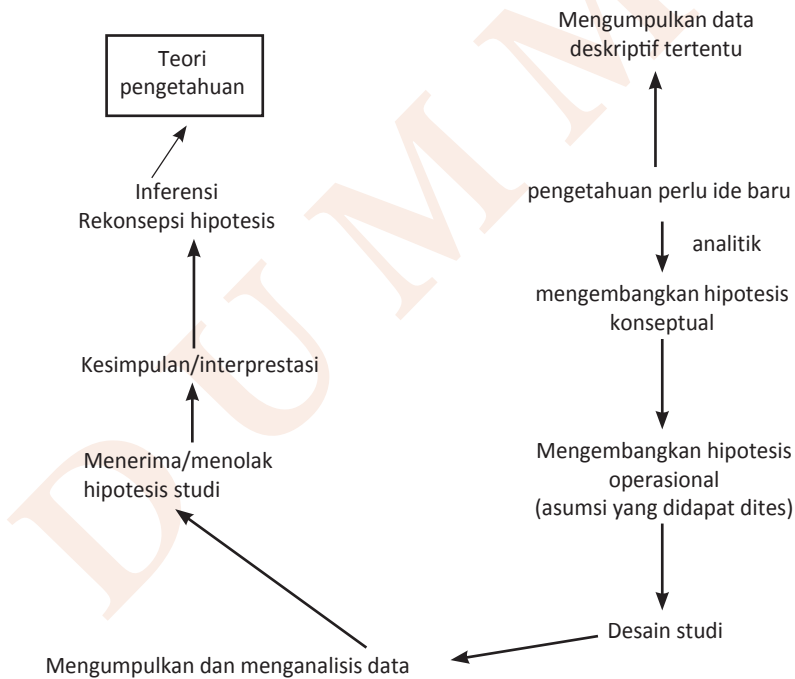 Mengumpulkan data
deskriptif tertentu
Teori
pengetahuan
Inferensi
Rekonsepsi hipotesis
pengetahuan perlu ide baru
analitik
mengembangkan hipotesis
konseptual
Kesimpulan/interprestasi
Menerima/menolak
hipotesis studi
Mengembangkan hipotesis
operasional
(asumsi yang didapat dites)
Desain studi
Mengumpulkan dan menganalisis data
DUMM